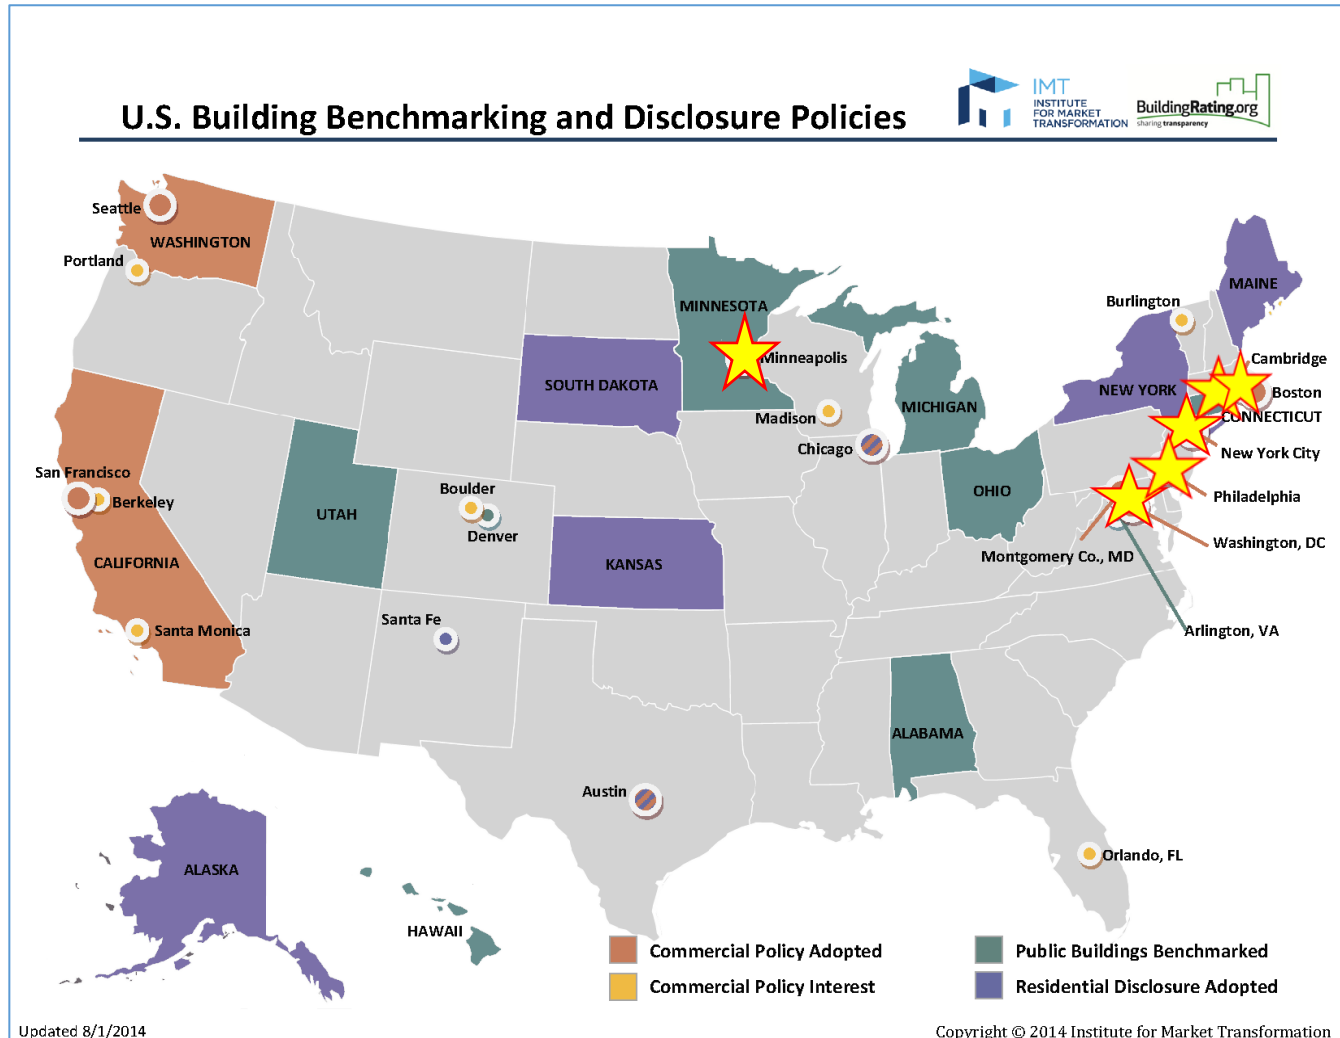 U.S. Building Benchmarking and Disclosure Policies
IMT
INSTITUTE
FOR MARKET
TRANSFORMATION
BuildingRating.org
sharing transparency
Seattle
WASHINGTON
Portland
MINNESOTA
Minneapolis
SOUTH DAKOTA
Madison
Chicago
MICHIGAN
MAINE
Burlington
Cambridge
NEW YORK
Boston
CONNECTICUT
New York City
Philadelphia
Washington, DC
Montgomery Co., MD
Arlington, VA
OHIO
San Francisco
Berkeley
CALIFORNIA
Santa Monica
UTAH
Boulder
Denver
KANSAS
Santa Fe
Austin
ALABAMA
Orlando, FL
ALASKA
HAWAII
Commercial Policy Adopted
Commercial Policy Interest
Public Buildings Benchmarked
Residential Disclosure Adopted
Updated 8/1/2014
Copyright © 2014 Institute for Market Transformation